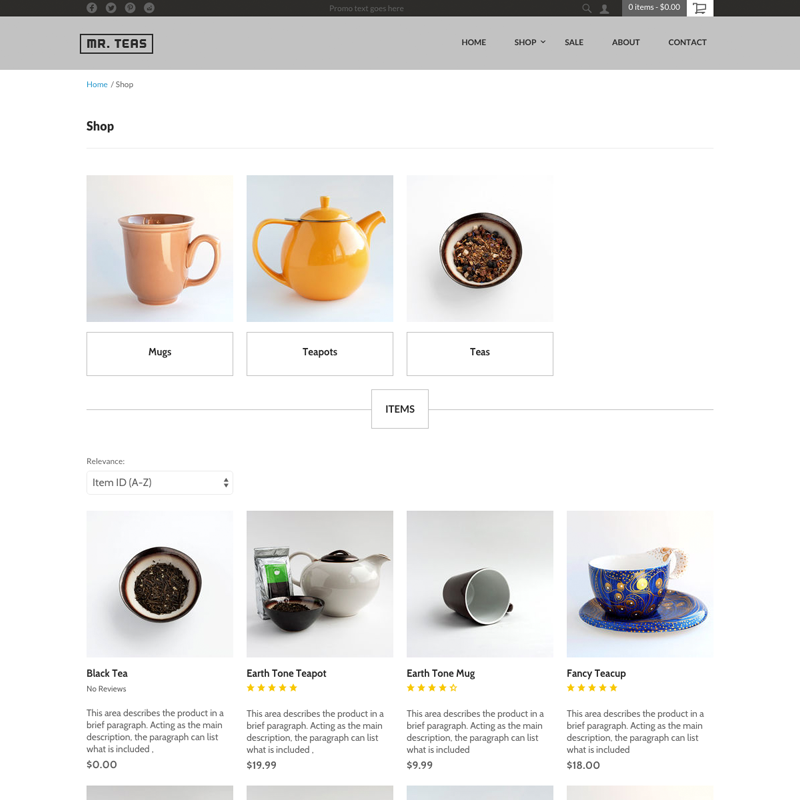 Promo text goes here
0 items - $0.00
MR. TEAS
HOME SHOP SALE ABOUT CONTACT
Home / Shop
Shop
Mugs
Teapots
Teas
ITEMS
Relevance:
Item ID (A-Z)
Black Tea
No Reviews
This area describes the product in a
brief paragraph. Acting as the main
description, the paragraph can list
what is included .
$0.00
Earth Tone Teapot
This area describes the product in a
brief paragraph. Acting as the main
description, the paragraph can list
what is included .
$19.99
Earth Tone Mug
This area describes the product in a
brief paragraph. Acting as the main
description, the paragraph can list
what is included
$9.99
Fancy Teacup
This area describes the product in a
brief paragraph. Acting as the main
description, the paragraph can list
what is included
$18.00